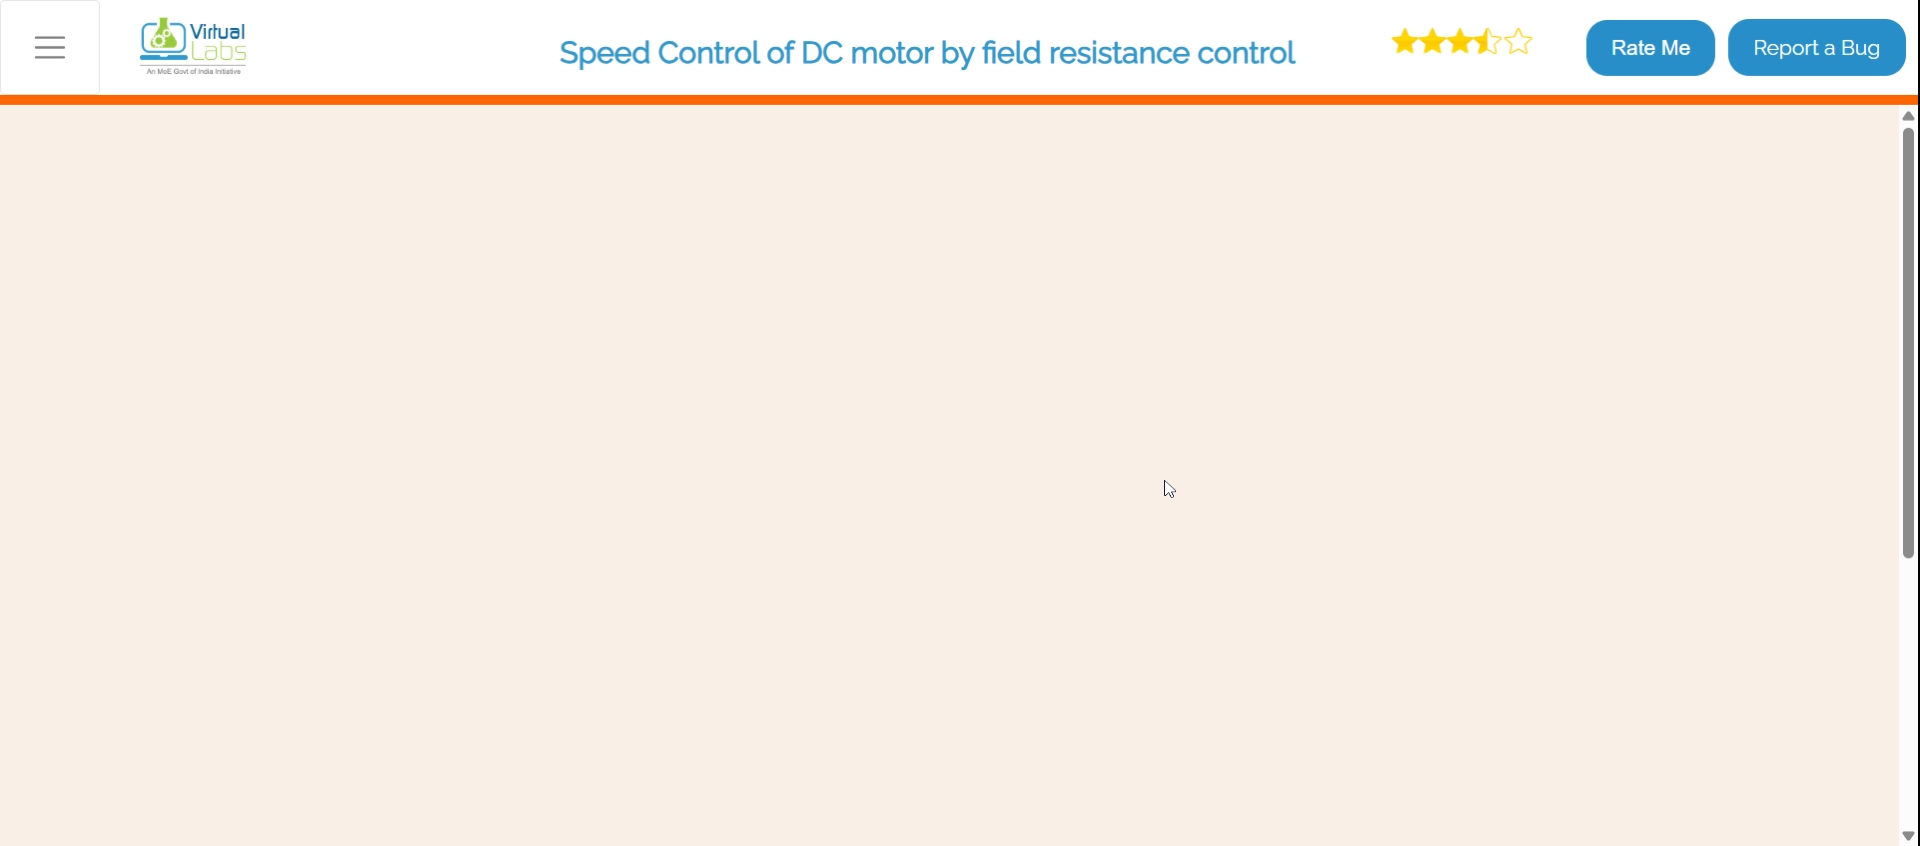 Virtual
Labs
An MoE Govt of India Initiative
Speed Control of DC motor by field resistance control
Rate Me
Report a Bug